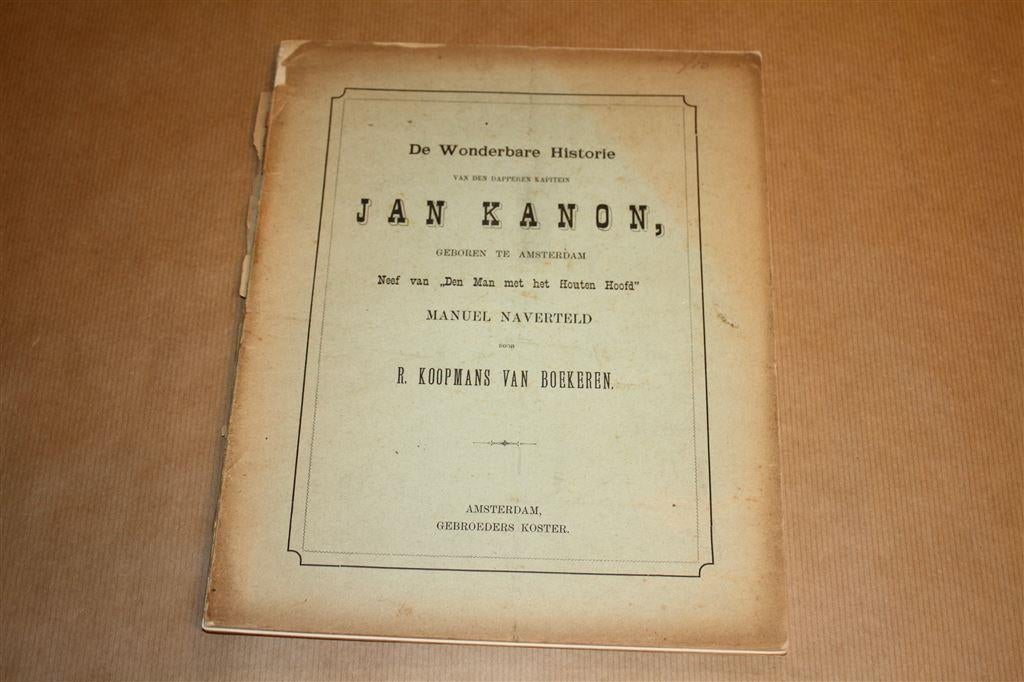 De Wonderbare Historie
VAN DEN DAPPEREN KAPITEIN
JAN KANON,
GEBOREN TE AMSTERDAM
Neef van „Den Man met het Houten Hoofd"
MANUEL NAVERTELD
DOOR
R. KOOPMANS VAN BOEKEREN.
AMSTERDAM,
GEBROEDERS KOSTER.